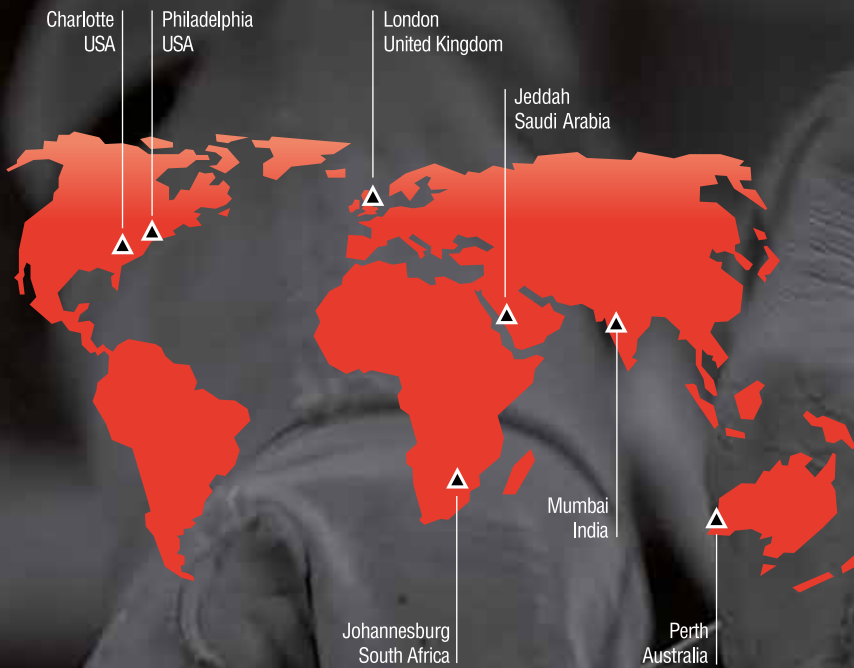 Charlotte
USA
Philadelphia
USA
London
United Kingdom
Jeddah
Saudi Arabia
Mumbai
India
Johannesburg
South Africa
Perth
Australia